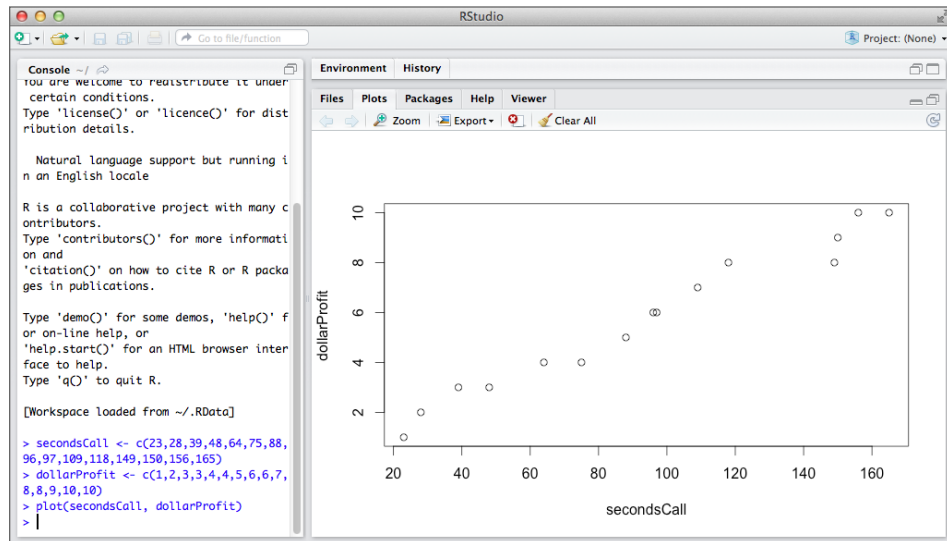 RStudio
Go to file/function
Project: (None)
Console ~/
You are welcome to redistribute it under
certain conditions.
Type 'license()' or 'licence()' for dist
ribution details.
Natural language support but running i
n an English locale
R is a collaborative project with many c
ontributors.
Type 'contributors()' for more informati
on and
'citation()' on how to cite R or R packa
ges in publications.
Type 'demo()' for some demos, 'help()' f
or on-line help, or
'help.start()' for an HTML browser inter
face to help.
Type 'q()' to quit R.
[Workspace loaded from ~/.RData]
> secondsCall <- c(23,28,39,48,64,75,88,
96,97,109,118,149,150,156,165)
> dollarProfit <- c(1,2,3,3,4,4,5,6,6,7,
8,8,9,10,10)
> plot(secondsCall, dollarProfit)
>
Environment History
Files Plots Packages Help Viewer
Zoom Export Clear All
10
8
6
4
2
dollarProfit
20 40 60 80 100 120 140 160
secondsCall